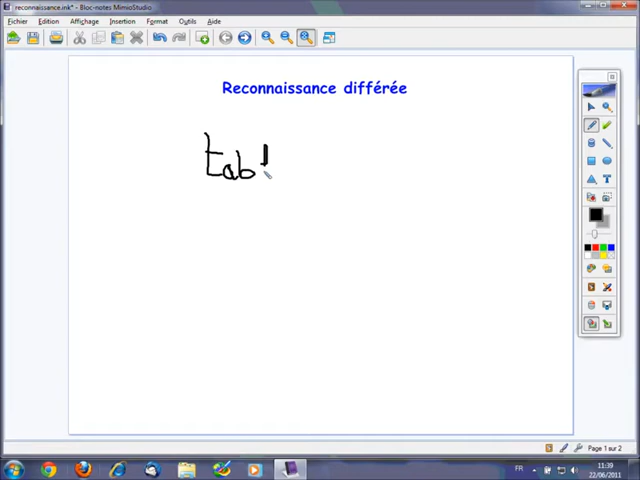 reconnaissance.ink* - Bloc-notes MimioStudio
Fichier Edition Affichage Insertion Format Outils Aide
Reconnaissance différée
tabl
Page 1 sur 2
FR
11:39
22/06/2011